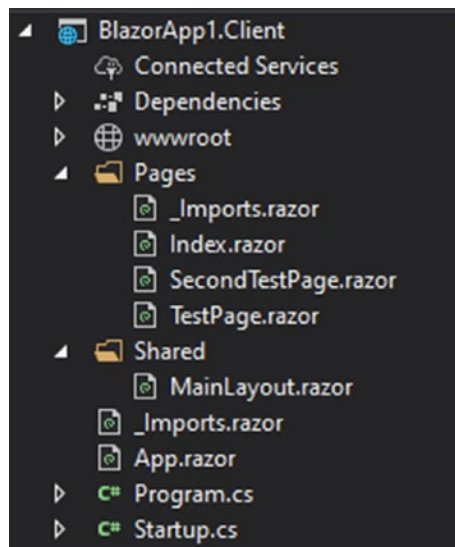 BlazorApp1.Client
Connected Services
Dependencies
wwwroot
Pages
_Imports.razor
Index.razor
SecondTestPage.razor
TestPage.razor
Shared
MainLayout.razor
_Imports.razor
App.razor
C# Program.cs
C# Startup.cs